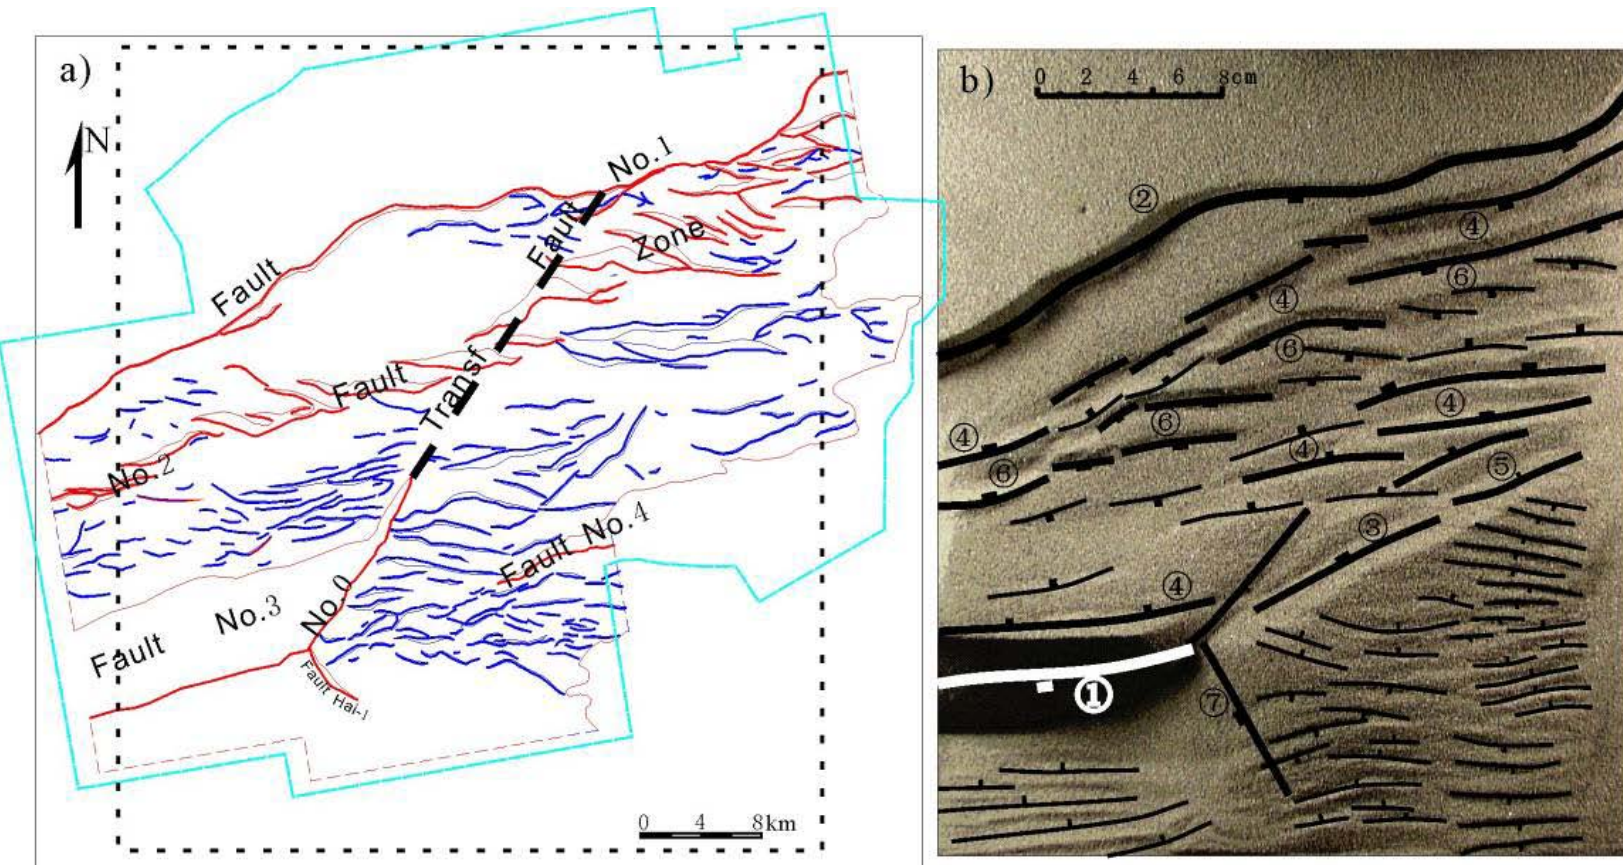 a)
N
No.1
Fault
Fault
Zone
Fault
Transf
No.2
Fault No.4
No.0
No.3
Fault
Fault Hai-1
0 4 8km
b)
0 2 4 6 8cm
②
④
⑥
④
⑥
④
④
⑥
④
⑥
⑤
③
④
①
⑦